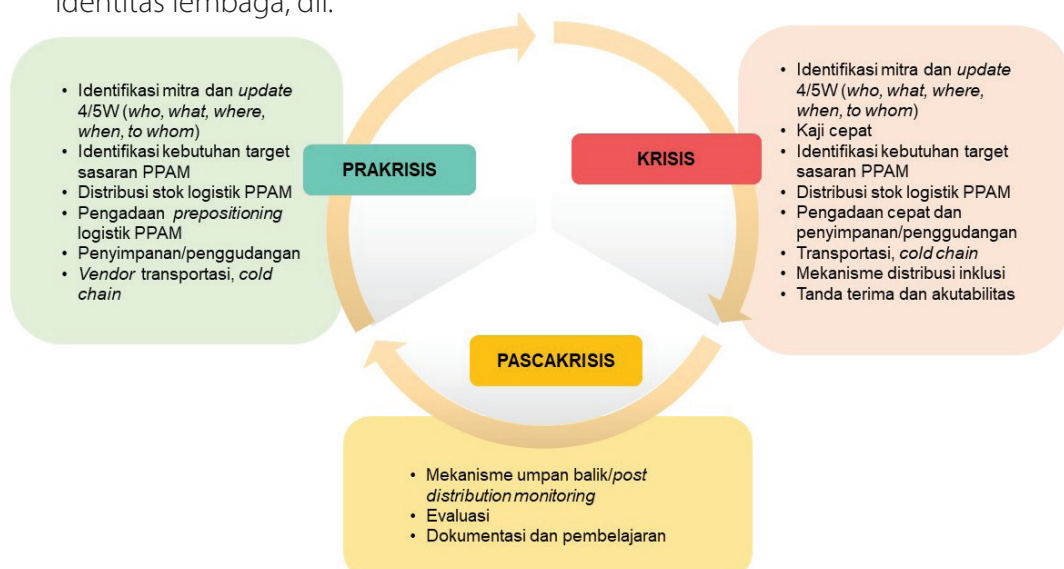 identitas lembaga, dll.
• Identifikasi mitra dan update
4/5W (who, what, where,
when, to whom)
• Identifikasi kebutuhan target
sasaran PPAM
• Distribusi stok logistik PPAM
• Pengadaan prepositioning
logistik PPAM
• Penyimpanan/penggudangan
• Vendor transportasi, cold
chain
PRAKRISIS
KRISIS
• Identifikasi mitra dan update
4/5W (who, what, where,
when, to whom)
• Kaji cepat
• Identifikasi kebutuhan target
sasaran PPAM
• Distribusi stok logistik PPAM
• Pengadaan cepat dan
penyimpanan/penggudangan
• Transportasi, cold chain
• Mekanisme distribusi inklusi
• Tanda terima dan akutabilitas
PASCAKRISIS
• Mekanisme umpan balik/post
distribution monitoring
• Evaluasi
• Dokumentasi dan pembelajaran